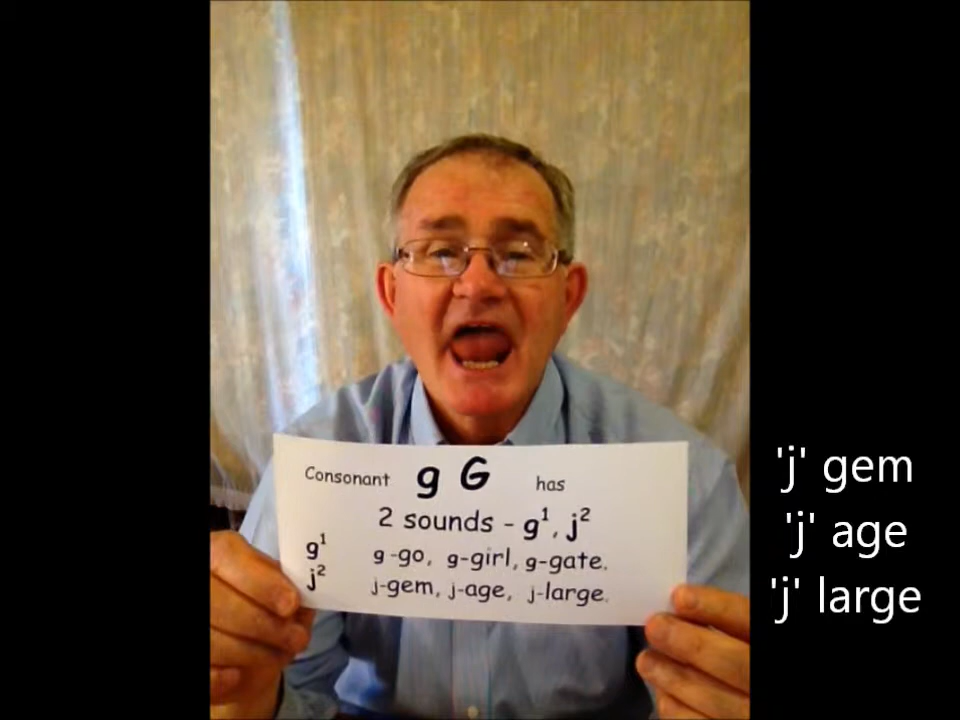 Consonant g G has
2 sounds - g¹, j²
g¹ g-go, g-girl, g-gate.
j² j-gem, j-age, j-large.
'j' gem
'j' age
'j' large